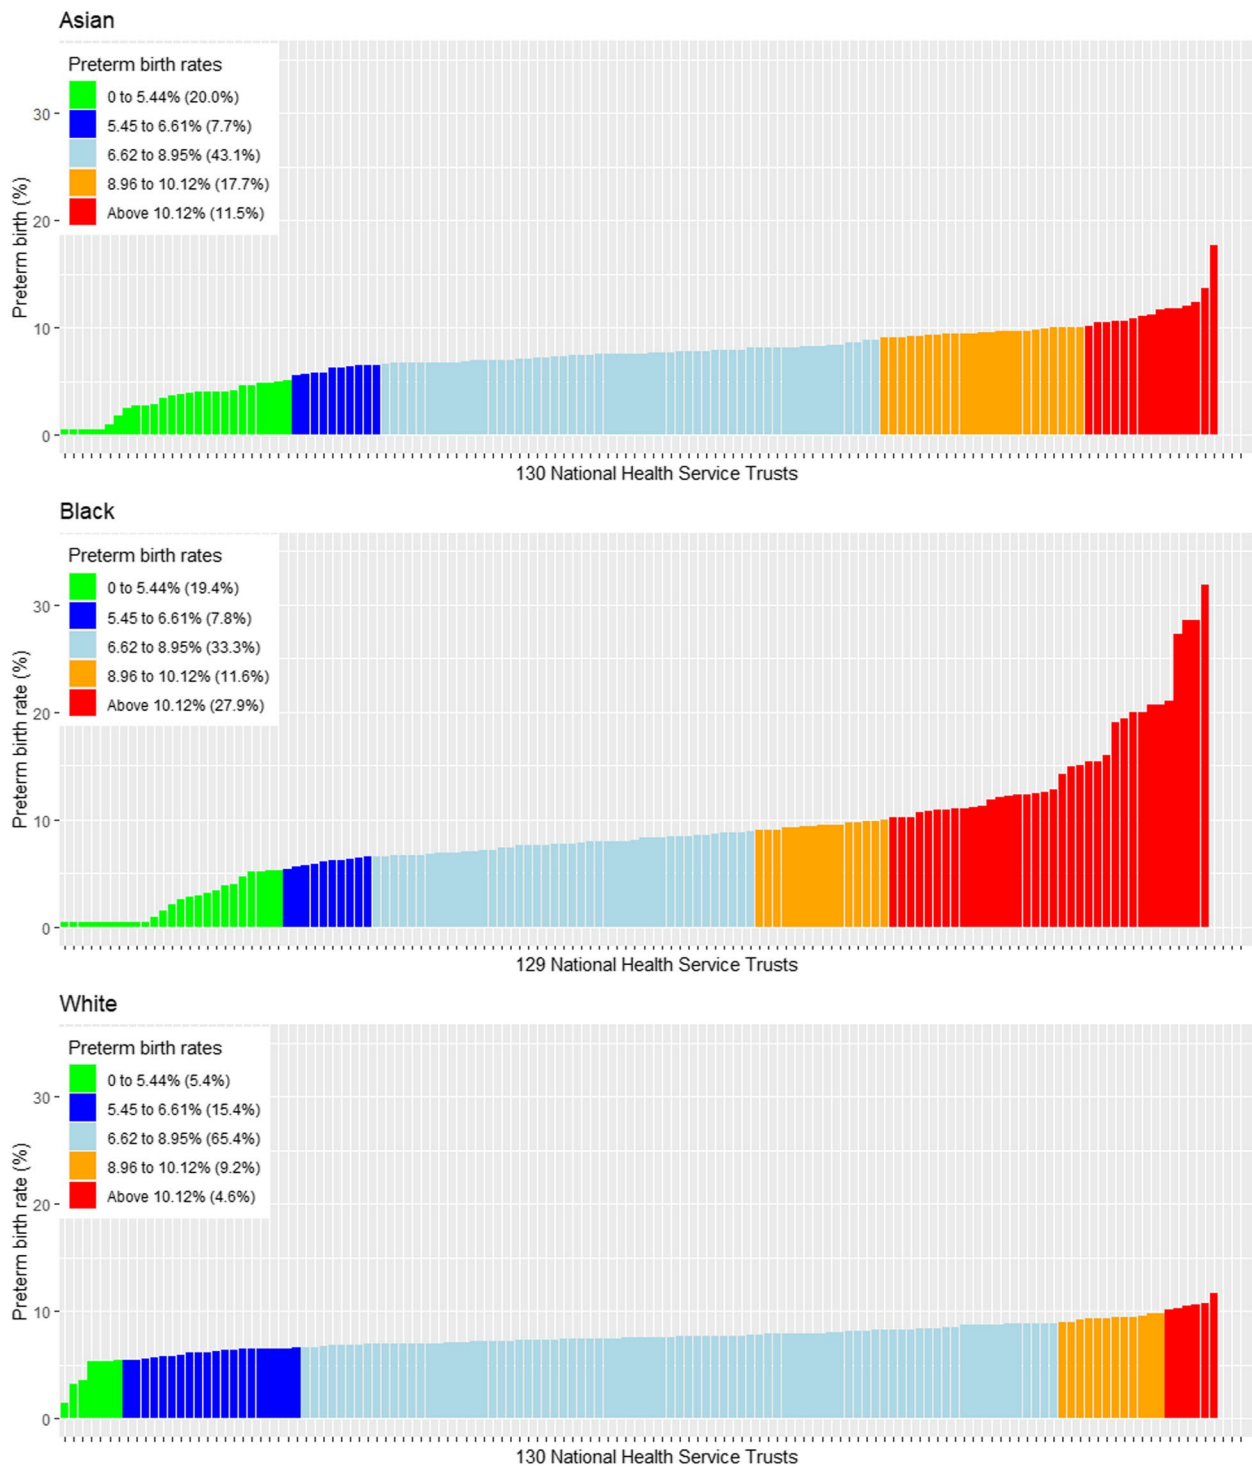 Asian
Preterm birth rates
0 to 5.44% (20.0%)
5.45 to 6.61% (7.7%)
6.62 to 8.95% (43.1%)
8.96 to 10.12% (17.7%)
Above 10.12% (11.5%)
Preterm birth (%)
30
20
10
0
130 National Health Service Trusts
Black
Preterm birth rates
0 to 5.44% (19.4%)
5.45 to 6.61% (7.8%)
6.62 to 8.95% (33.3%)
8.96 to 10.12% (11.6%)
Above 10.12% (27.9%)
Preterm birth rate (%)
30
20
10
0
129 National Health Service Trusts
White
Preterm birth rates
0 to 5.44% (5.4%)
5.45 to 6.61% (15.4%)
6.62 to 8.95% (65.4%)
8.96 to 10.12% (9.2%)
Above 10.12% (4.6%)
Preterm birth rate (%)
30
20
10
0
130 National Health Service Trusts